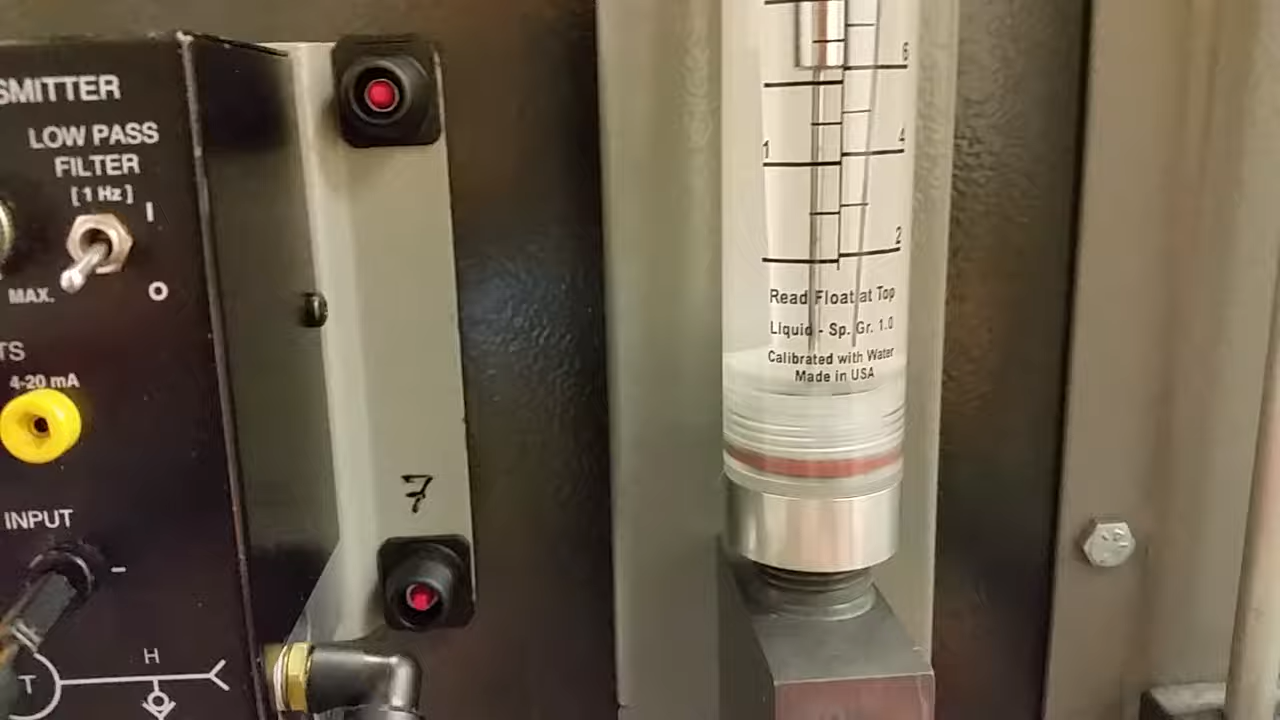 SMITTER
LOW PASS
FILTER
[ 1 Hz ]
I
MAX.
O
TS
4-20 mA
INPUT
-
H
T
7
6
4
1
2
Read Float at Top
Liquid - Sp. Gr. 1.0
Calibrated with Water
Made in USA